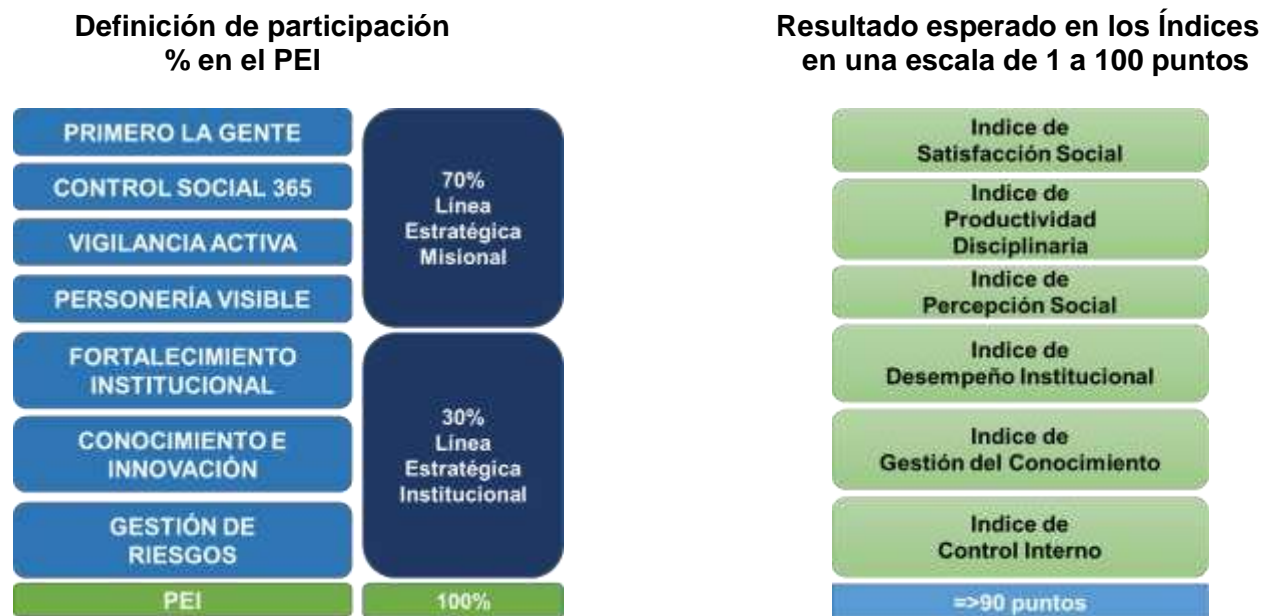 Definición de participación
% en el PEI
PRIMERO LA GENTE
CONTROL SOCIAL 365
VIGILANCIA ACTIVA
PERSONERÍA VISIBLE
FORTALECIMIENTO
INSTITUCIONAL
CONOCIMIENTO E
INNOVACIÓN
GESTIÓN DE
RIESGOS
PEI
70%
Línea
Estratégica
Misional
30%
Línea
Estratégica
Institucional
100%
Resultado esperado en los Índices
en una escala de 1 a 100 puntos
Indice de
Satisfacción Social
Indice de
Productividad
Disciplinaria
Indice de
Percepción Social
Indice de
Desempeño Institucional
Indice de
Gestión del Conocimiento
Indice de
Control Interno
=>90 puntos